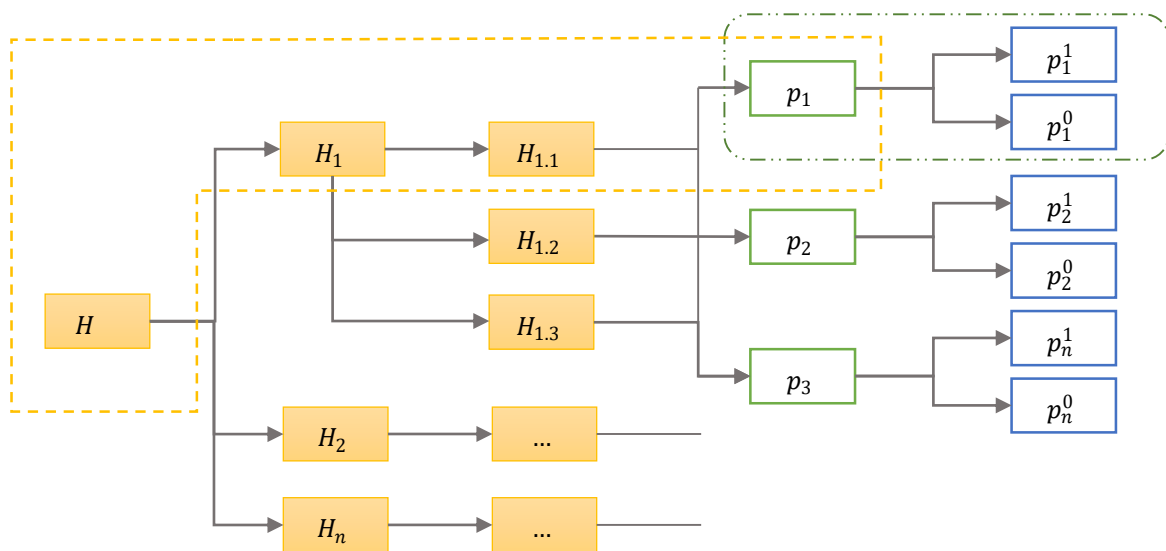 p₁¹
p₁
p₁⁰
H₁
H₁.₁
p₂¹
H₁.₂
p₂
p₂⁰
H
H₁.₃
pₙ¹
p₃
pₙ⁰
H₂
...
Hₙ
...